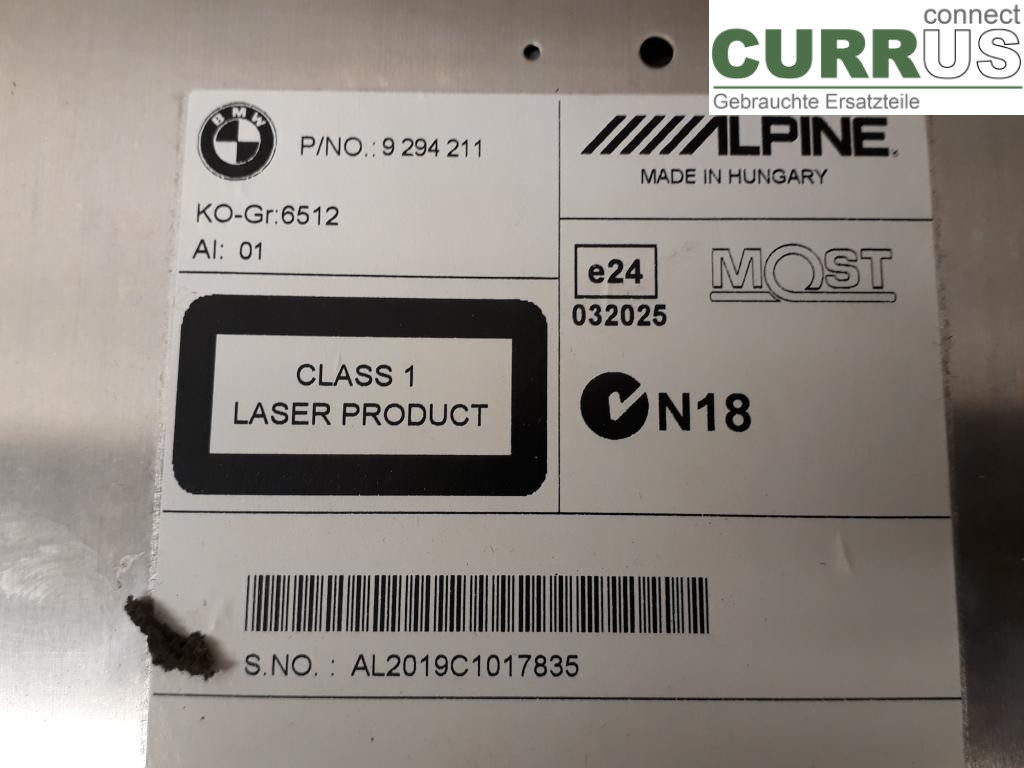 connect
CURRUS
Gebrauchte Ersatzteile
BMW
P/NO.: 9 294 211
KO-Gr:6512
AI: 01
ALPINE
MADE IN HUNGARY
e24
032025
MOST
N18
CLASS 1
LASER PRODUCT
S.NO. : AL2019C1017835